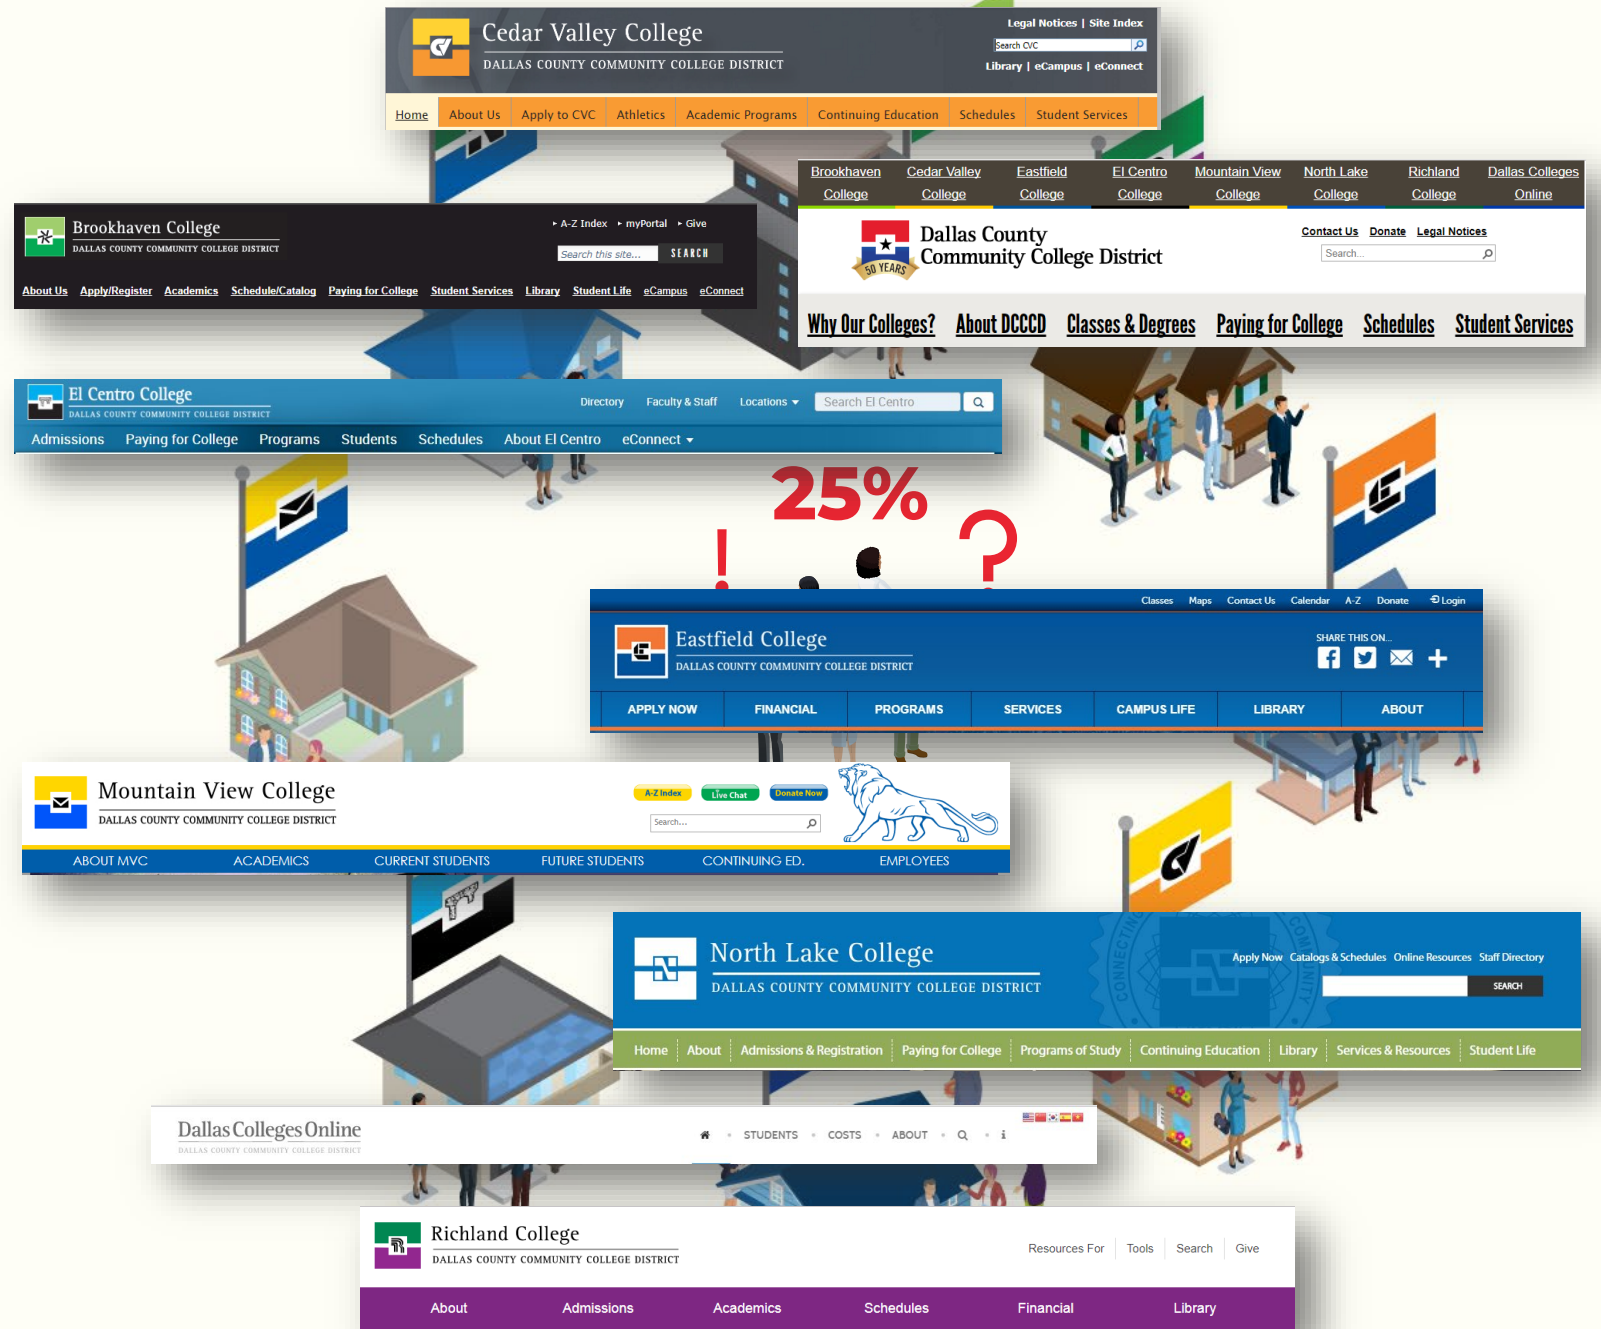 Cedar Valley College
DALLAS COUNTY COMMUNITY COLLEGE DISTRICT
Legal Notices | Site Index
Search CVC
Library | eCampus | eConnect
Home About Us Apply to CVC Athletics Academic Programs Continuing Education Schedules Student Services
Brookhaven College Cedar Valley College Eastfield College El Centro College Mountain View College North Lake College Richland College Dallas Colleges Online
Dallas County
Community College District
50 YEARS
Contact Us Donate Legal Notices
Search...
Why Our Colleges? About DCCCD Classes & Degrees Paying for College Schedules Student Services
Brookhaven College
DALLAS COUNTY COMMUNITY COLLEGE DISTRICT
A-Z Index myPortal Give
Search this site... SEARCH
About Us Apply/Register Academics Schedule/Catalog Paying for College Student Services Library Student Life eCampus eConnect
El Centro College
DALLAS COUNTY COMMUNITY COLLEGE DISTRICT
Directory Faculty & Staff Locations Search El Centro
Admissions Paying for College Programs Students Schedules About El Centro eConnect
25%
! ?
Classes Maps Contact Us Calendar A-Z Donate Login
Eastfield College
DALLAS COUNTY COMMUNITY COLLEGE DISTRICT
SHARE THIS ON...
APPLY NOW FINANCIAL PROGRAMS SERVICES CAMPUS LIFE LIBRARY ABOUT
Mountain View College
DALLAS COUNTY COMMUNITY COLLEGE DISTRICT
A-Z Index Live Chat Donate Now
Search...
ABOUT MVC ACADEMICS CURRENT STUDENTS FUTURE STUDENTS CONTINUING ED. EMPLOYEES
North Lake College
DALLAS COUNTY COMMUNITY COLLEGE DISTRICT
CONNECTING COMMUNITY
Apply Now Catalogs & Schedules Online Resources Staff Directory
SEARCH
Home About Admissions & Registration Paying for College Programs of Study Continuing Education Library Services & Resources Student Life
Dallas Colleges Online
DALLAS COUNTY COMMUNITY COLLEGE DISTRICT
STUDENTS COSTS ABOUT i
Richland College
DALLAS COUNTY COMMUNITY COLLEGE DISTRICT
Resources For Tools Search Give
About Admissions Academics Schedules Financial Library